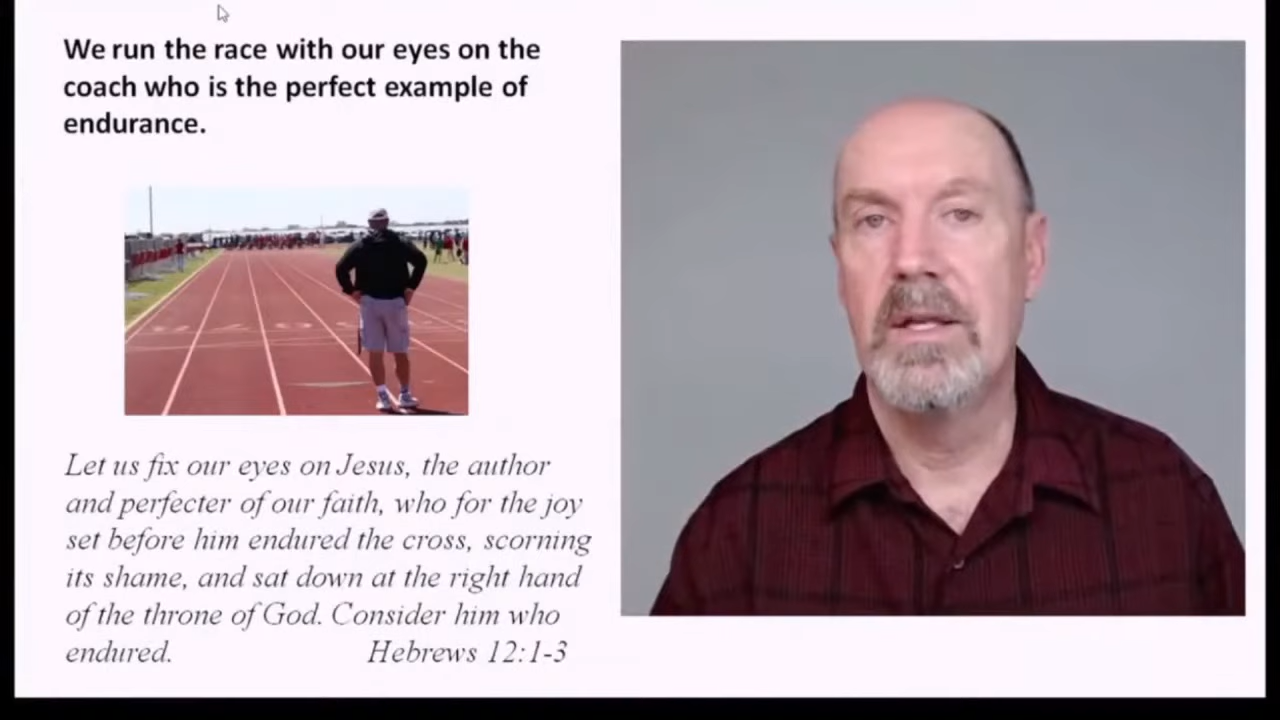 We run the race with our eyes on the
coach who is the perfect example of
endurance.
Let us fix our eyes on Jesus, the author
and perfecter of our faith, who for the joy
set before him endured the cross, scorning
its shame, and sat down at the right hand
of the throne of God. Consider him who
endured. Hebrews 12:1-3